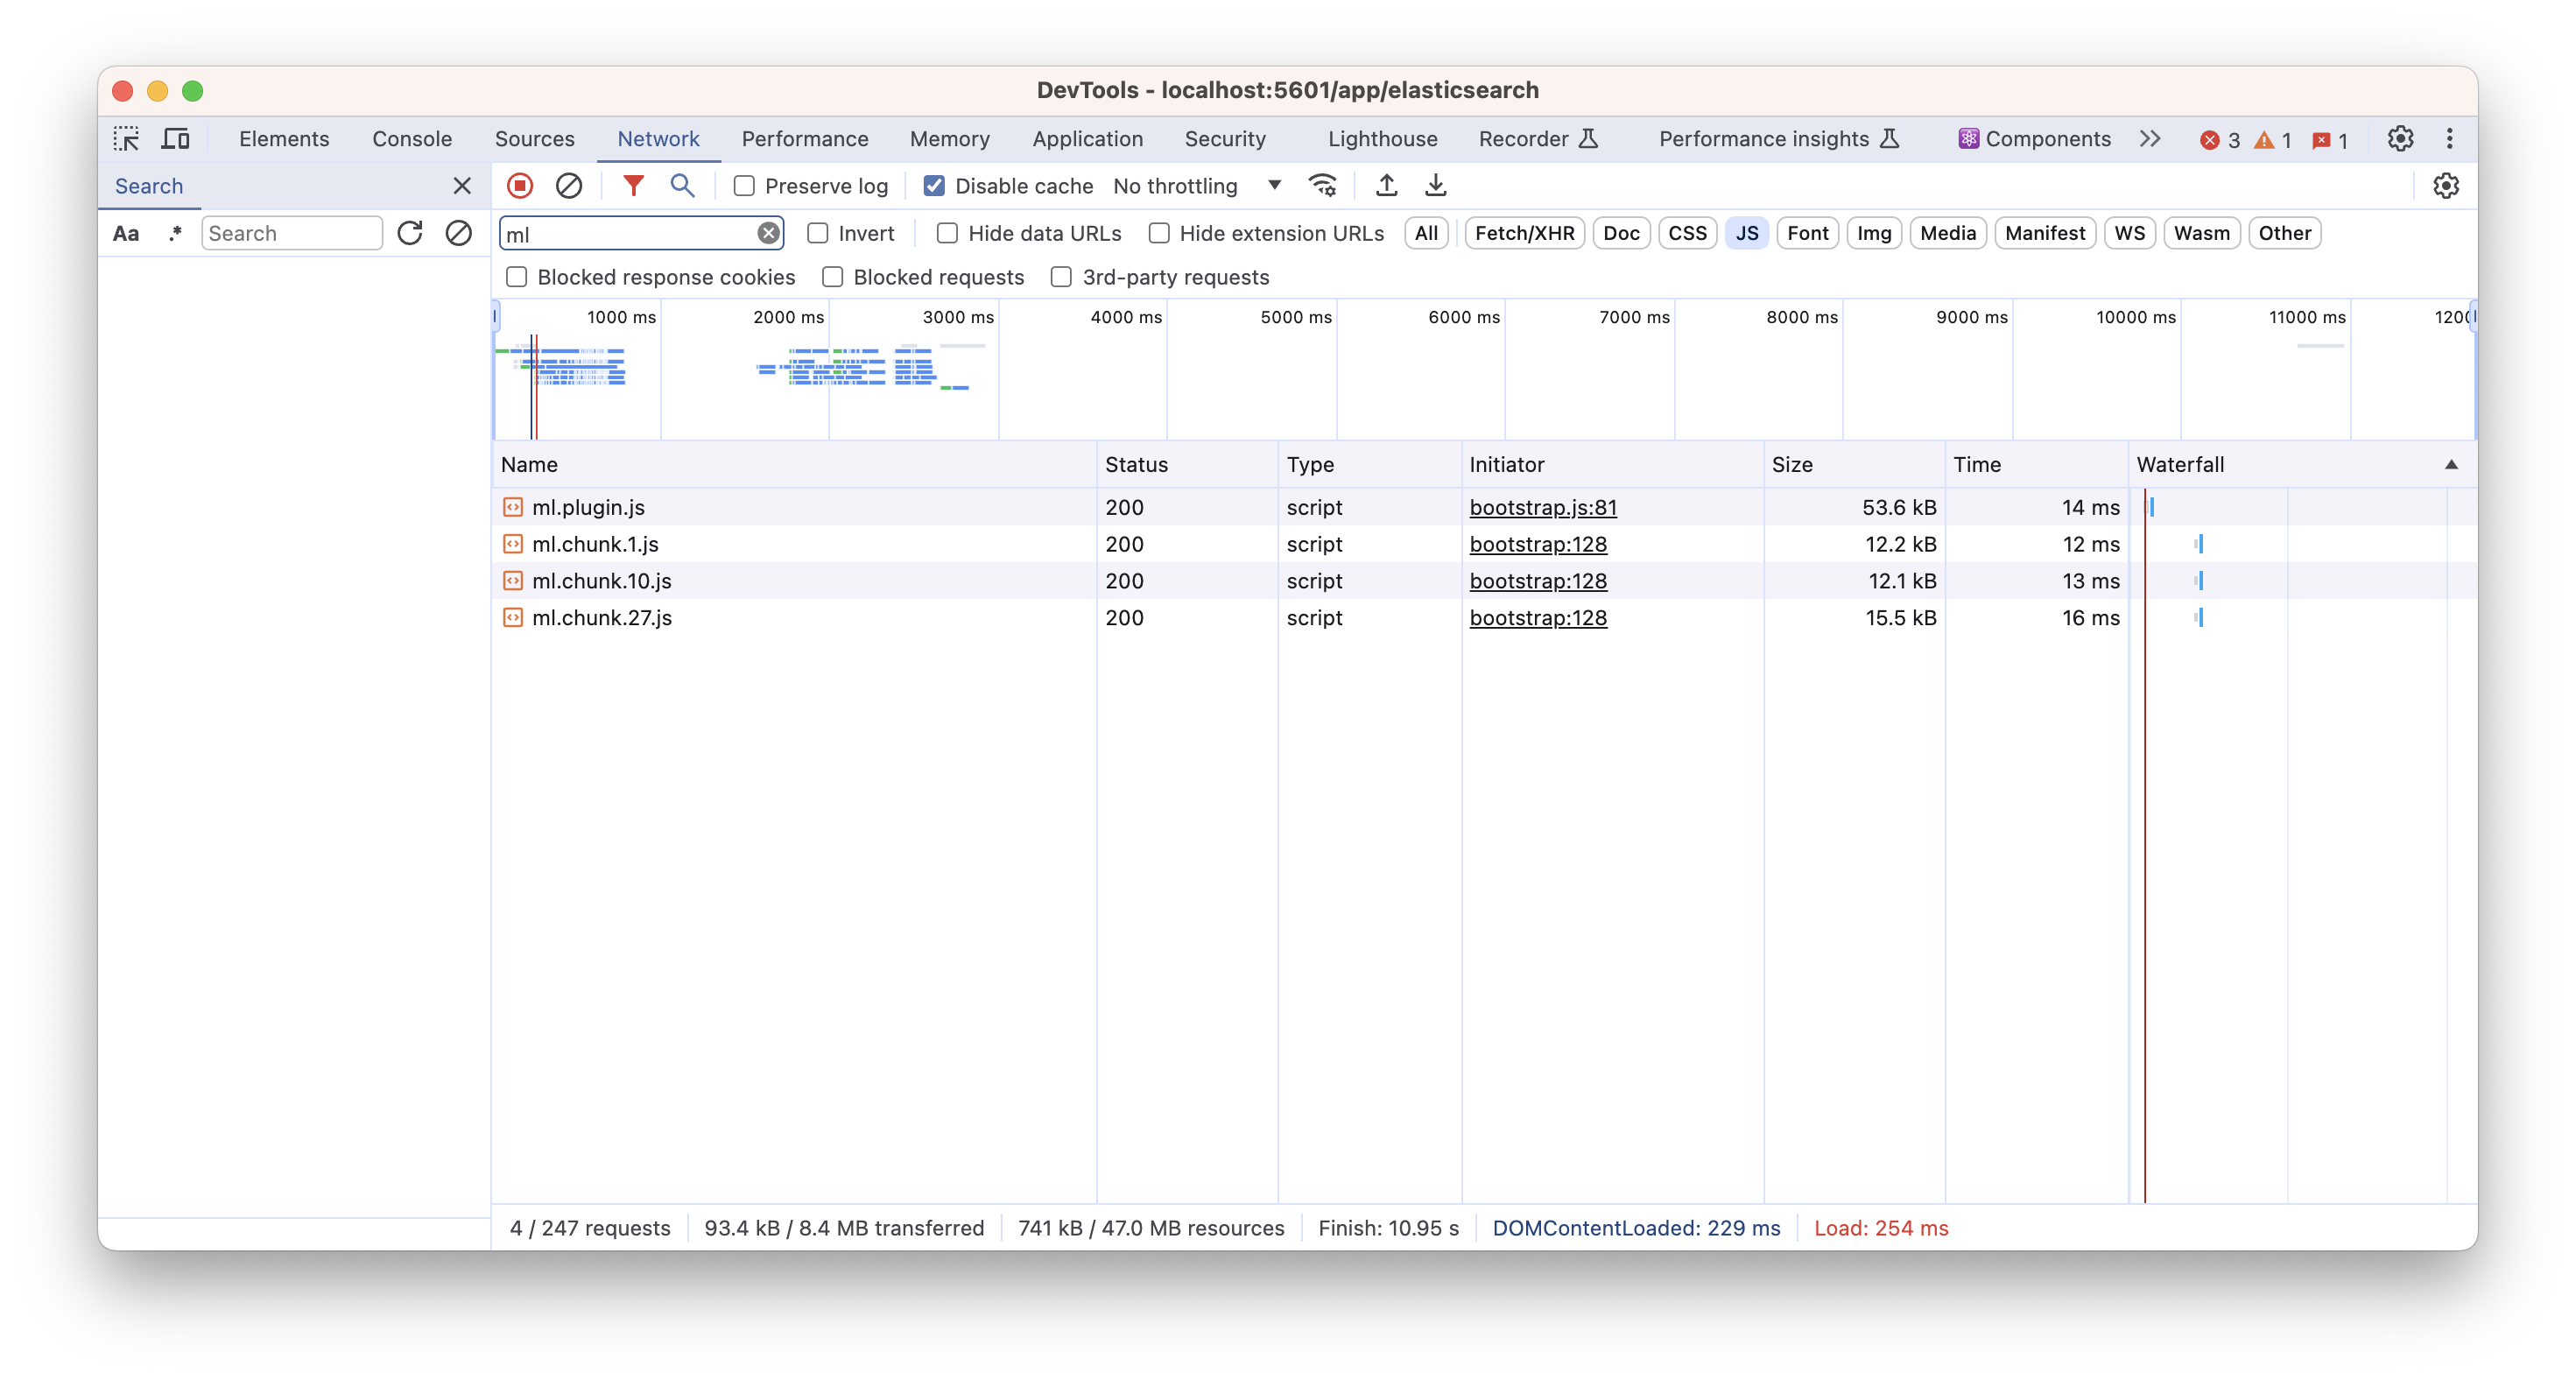 DevTools - localhost:5601/app/elasticsearch
Elements Console Sources Network Performance Memory Application Security Lighthouse Recorder Performance insights Components 3 1 1
Search
Preserve log Disable cache No throttling
Aa .* Search
ml Invert Hide data URLs Hide extension URLs All Fetch/XHR Doc CSS JS Font Img Media Manifest WS Wasm Other
Blocked response cookies Blocked requests 3rd-party requests
1000 ms 2000 ms 3000 ms 4000 ms 5000 ms 6000 ms 7000 ms 8000 ms 9000 ms 10000 ms 11000 ms
Name Status Type Initiator Size Time Waterfall
ml.plugin.js 200 script bootstrap.js:81 53.6 kB 14 ms
ml.chunk.1.js 200 script bootstrap:128 12.2 kB 12 ms
ml.chunk.10.js 200 script bootstrap:128 12.1 kB 13 ms
ml.chunk.27.js 200 script bootstrap:128 15.5 kB 16 ms
4 / 247 requests 93.4 kB / 8.4 MB transferred 741 kB / 47.0 MB resources Finish: 10.95 s DOMContentLoaded: 229 ms Load: 254 ms